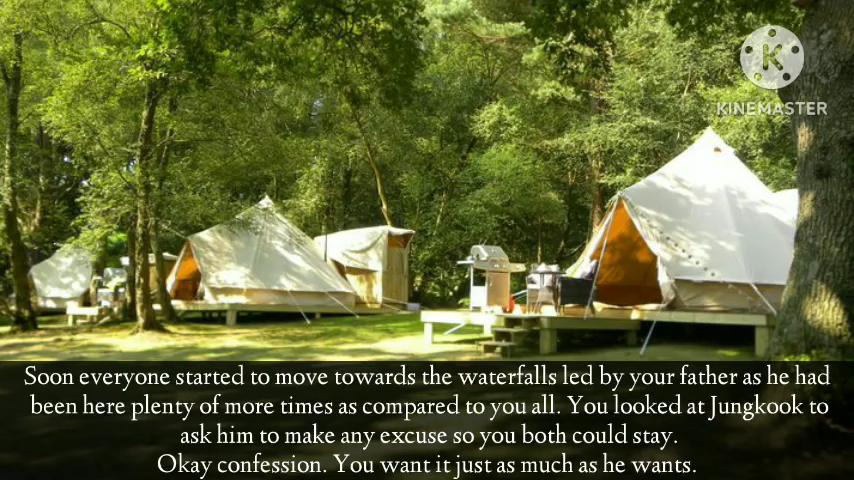 K
KINEMASTER
Soon everyone started to move towards the waterfalls led by your father as he had
been here plenty of more times as compared to you all. You looked at Jungkook to
ask him to make any excuse so you both could stay.
Okay confession. You want it just as much as he wants.